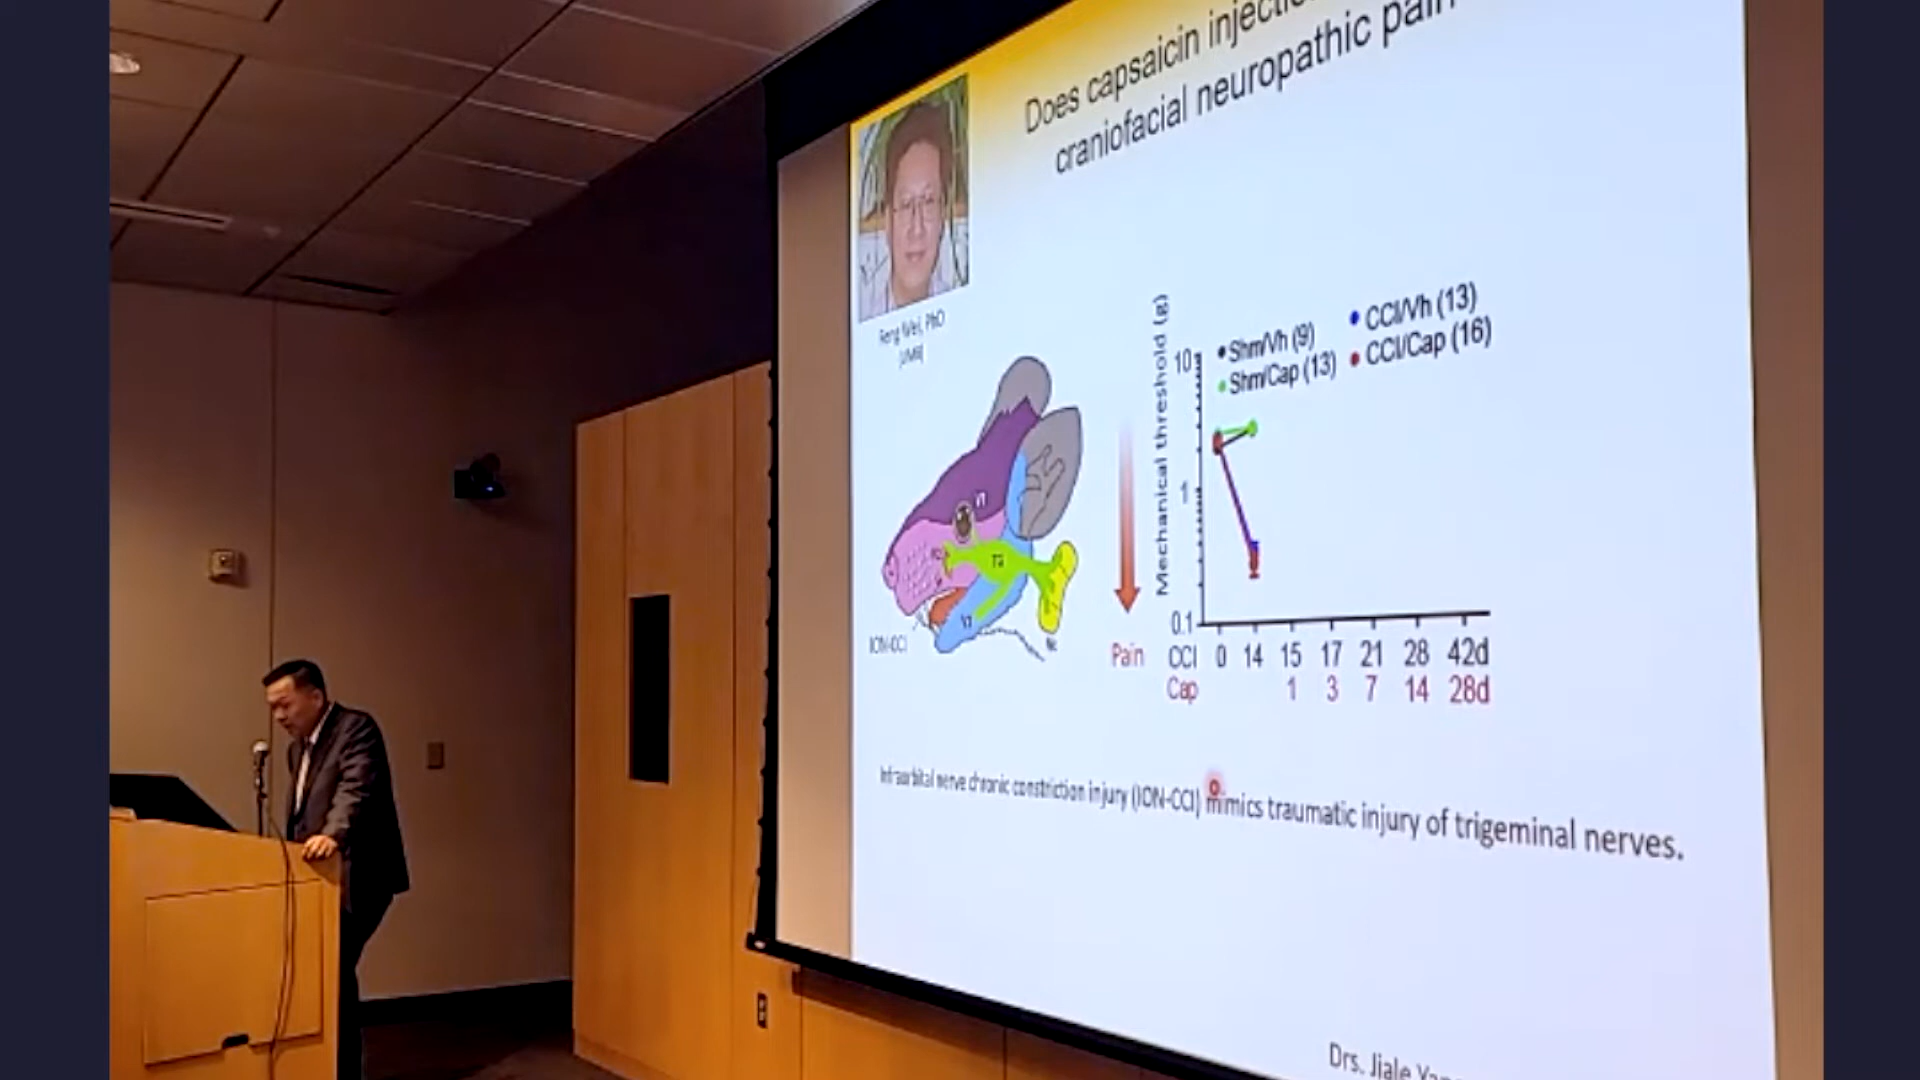 Does capsaicin injection
craniofacial neuropathic pain
Feng Wei, PhD
UMB
Mechanical threshold (g)
Shm/Vh (9)
CCI/Vh (13)
Shm/Cap (13)
CCI/Cap (16)
10
1
0.1
V1
T3
V3
ION-CCI
Pain
CCI 0 14 15 17 21 28 42d
Cap 1 3 7 14 28d
Infraorbital nerve chronic constriction injury (ION-CCI) mimics traumatic injury of trigeminal nerves.
Drs. Jiale